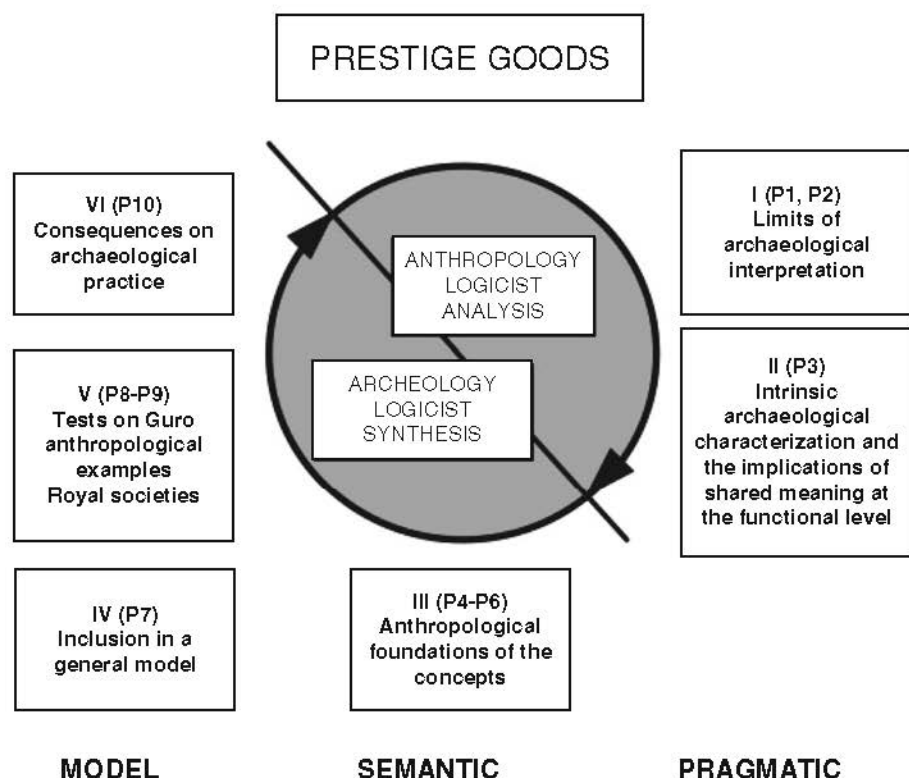 PRESTIGE GOODS
VI (P10)
Consequences on
archaeological
practice
I (P1, P2)
Limits of
archaeological
interpretation
ANTHROPOLOGY
LOGICIST
ANALYSIS
ARCHEOLOGY
LOGICIST
SYNTHESIS
V (P8-P9)
Tests on Guro
anthropological
examples
Royal societies
II (P3)
Intrinsic
archaeological
characterization and
the implications of
shared meaning at
the functional level
IV (P7)
Inclusion in a
general model
III (P4-P6)
Anthropological
foundations of the
concepts
MODEL
SEMANTIC
PRAGMATIC